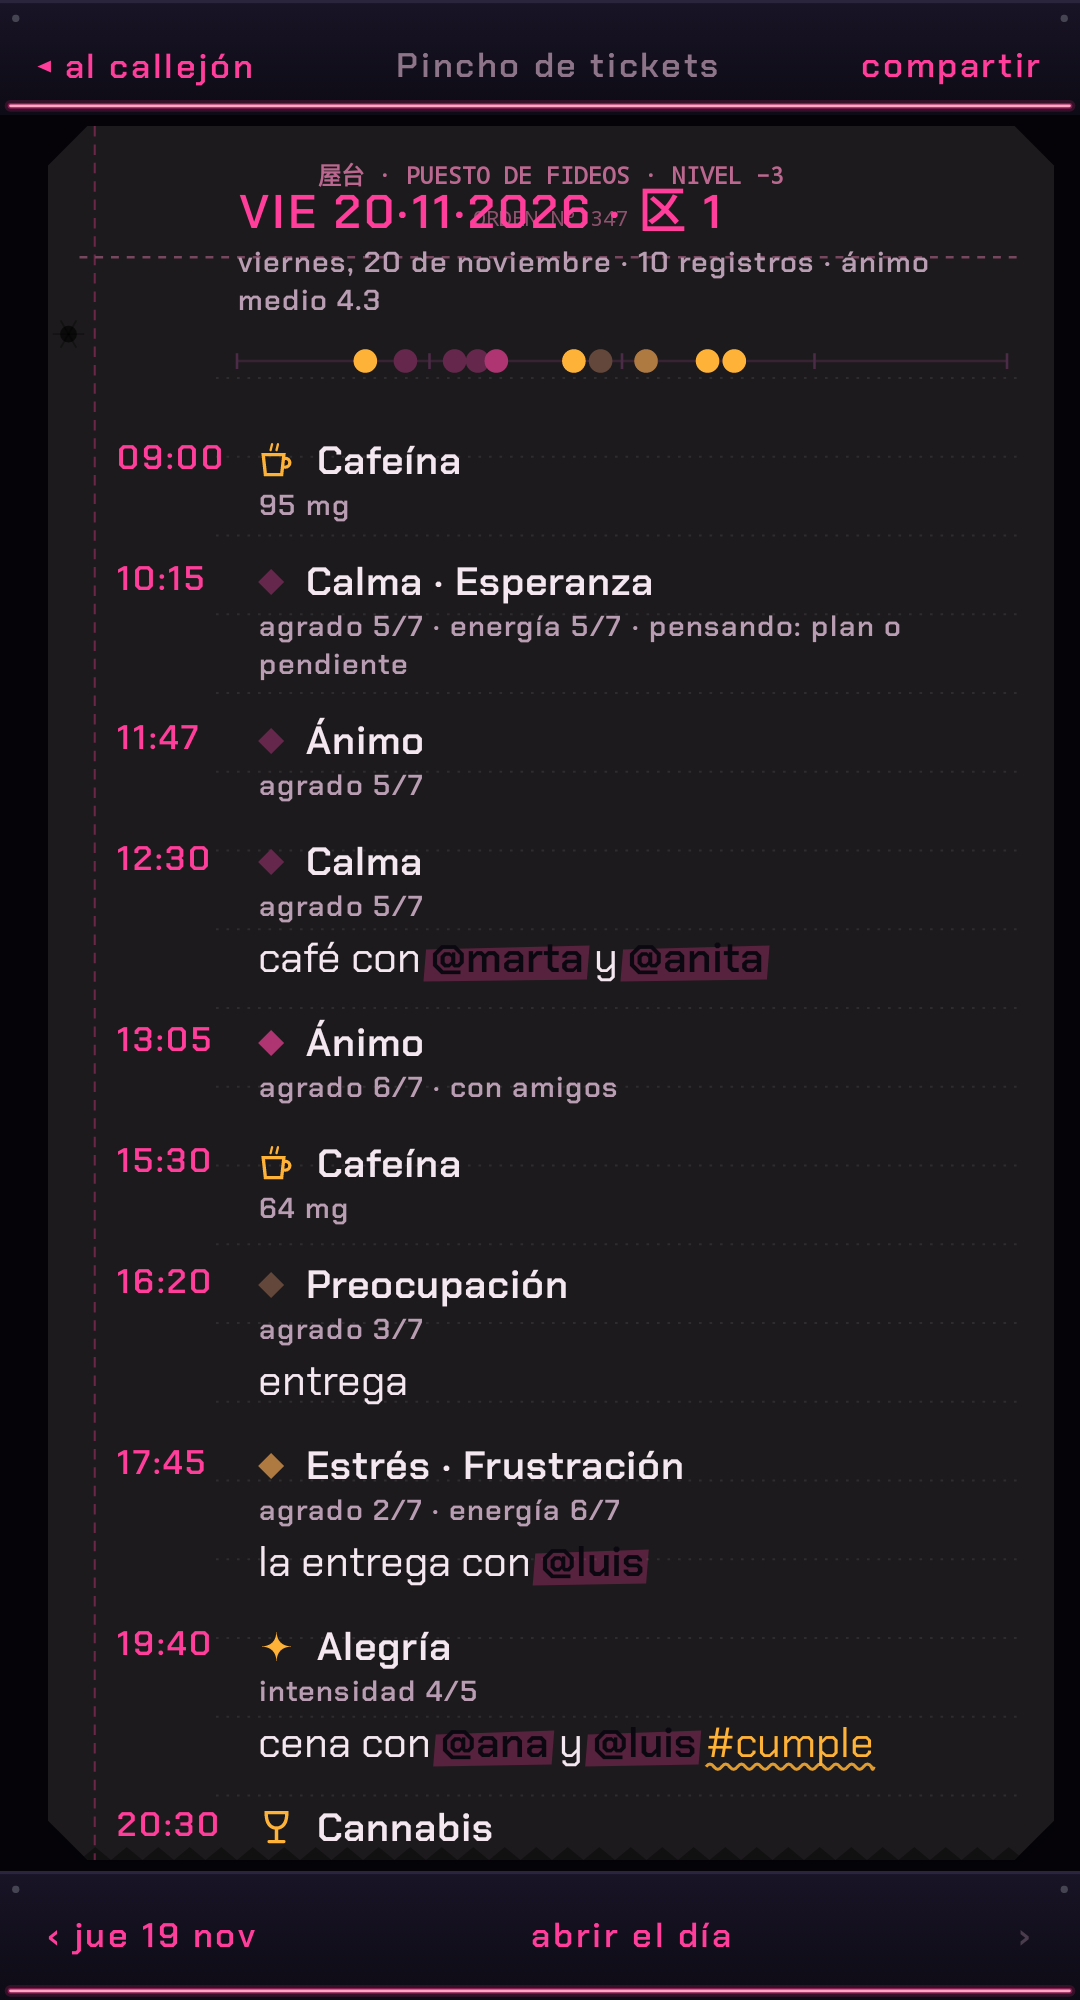 ◂ al callejón
Pincho de tickets
compartir
屋台 · PUESTO DE FIDEOS · NIVEL −3
ORDEN Nº 347
VIE 20·11·2026 · 区 1
viernes, 20 de noviembre · 10 registros · ánimo
medio 4.3
09:00 Cafeína
95 mg
10:15 Calma · Esperanza
agrado 5/7 · energía 5/7 · pensando: plan o
pendiente
11:47 Ánimo
agrado 5/7
12:30 Calma
agrado 5/7
café con @marta y @anita
13:05 Ánimo
agrado 6/7 · con amigos
15:30 Cafeína
64 mg
16:20 Preocupación
agrado 3/7
entrega
17:45 Estrés · Frustración
agrado 2/7 · energía 6/7
la entrega con @luis
19:40 Alegría
intensidad 4/5
cena con @ana y @luis #cumple
20:30 Cannabis
‹ jue 19 nov
abrir el día
›